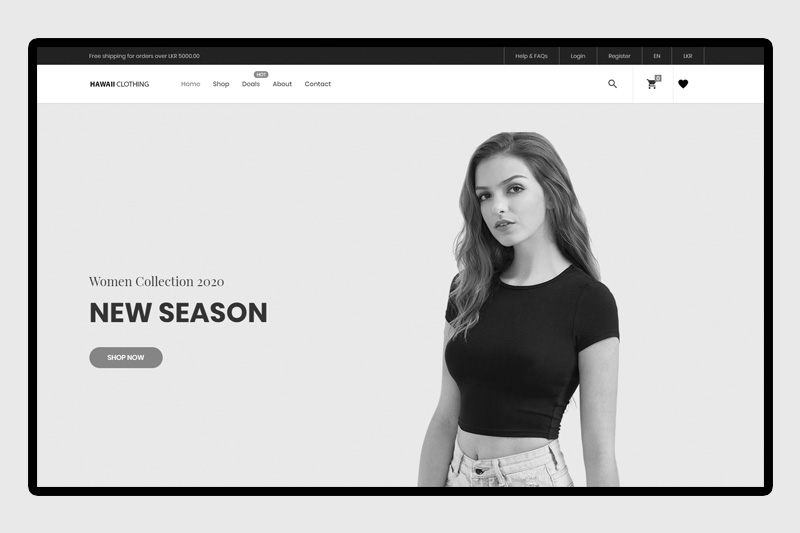 Free shipping for orders over LKR 5000.00
Help & FAQs
Login
Register
EN
LKR
HAWAII CLOTHING
Home
Shop
Deals
HOT
About
Contact
0
Women Collection 2020
NEW SEASON
SHOP NOW